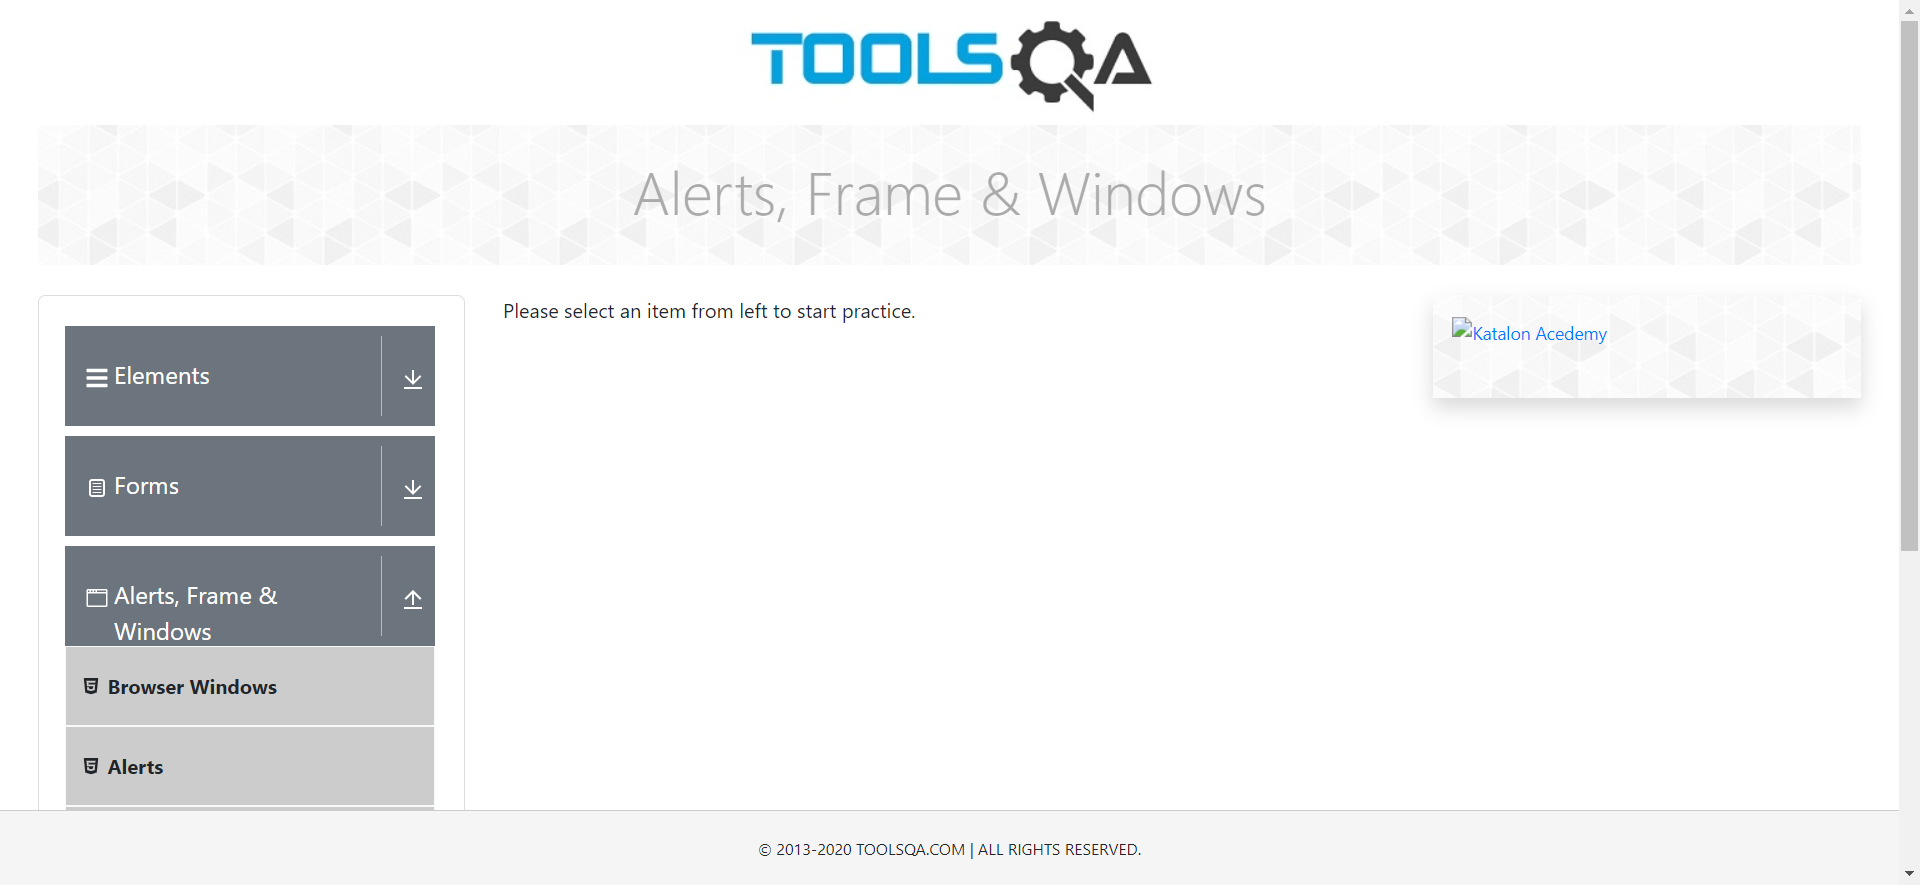 TOOLSQA
Alerts, Frame & Windows
Elements
Forms
Alerts, Frame &
Windows
Browser Windows
Alerts
Please select an item from left to start practice.
Katalon Acedemy
© 2013-2020 TOOLSQA.COM | ALL RIGHTS RESERVED.